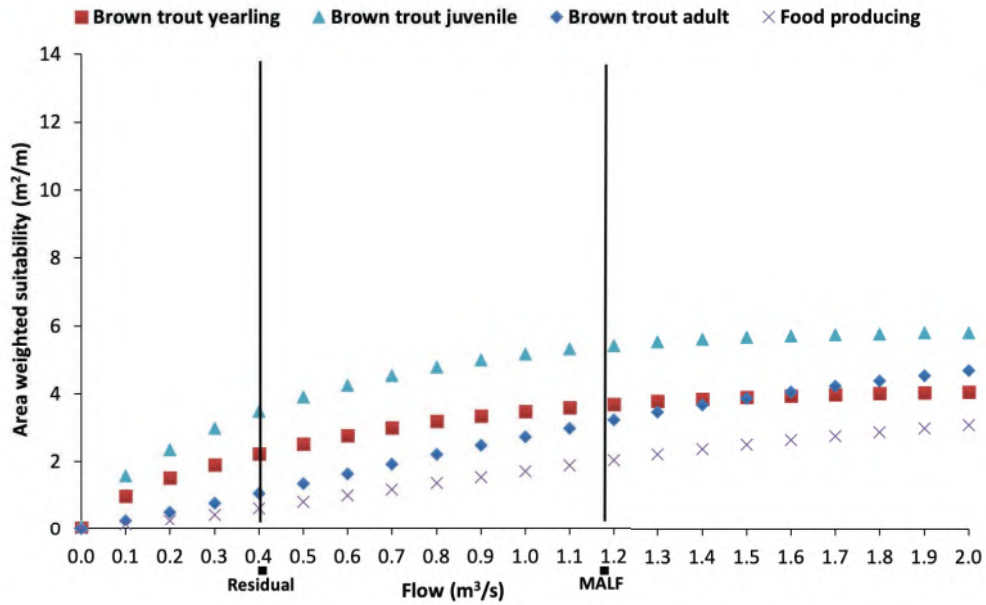 Brown trout yearling Brown trout juvenile Brown trout adult Food producing
14
12
10
8
6
4
2
0
Area weighted suitability (m²/m)
0.0 0.1 0.2 0.3 0.4 0.5 0.6 0.7 0.8 0.9 1.0 1.1 1.2 1.3 1.4 1.5 1.6 1.7 1.8 1.9 2.0
Residual Flow (m³/s) MALF